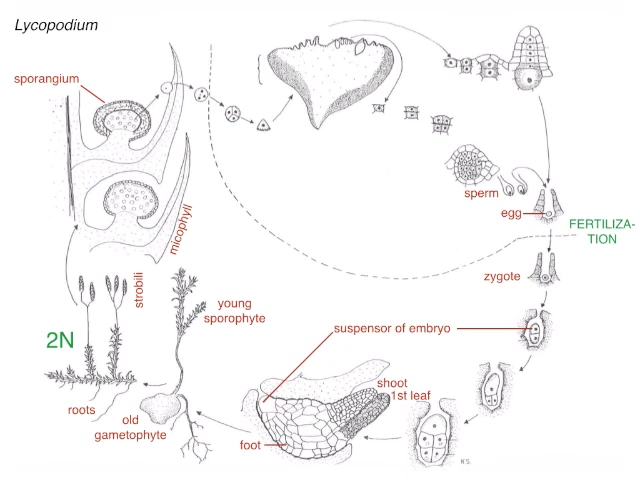 Lycopodium
sporangium
micophyll
strobili
2N
roots
young
sporophyte
old
gametophyte
sperm
egg
FERTILIZA-
TION
zygote
suspensor of embryo
shoot
1st leaf
foot
K.S.